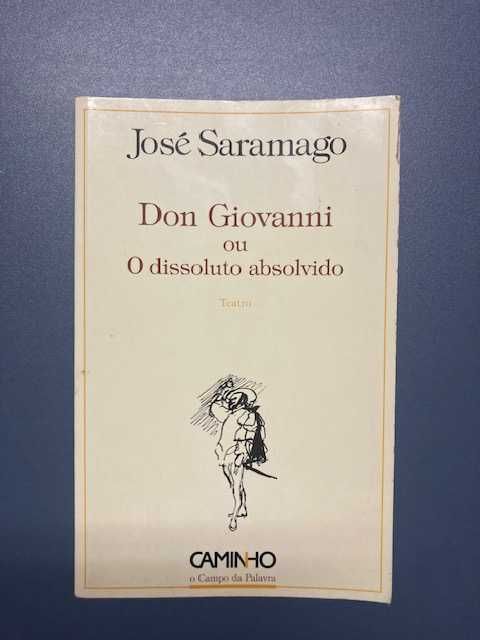 José Saramago
Don Giovanni
ou
O dissoluto absolvido
Teatro
CAMINHO
o Campo da Palavra